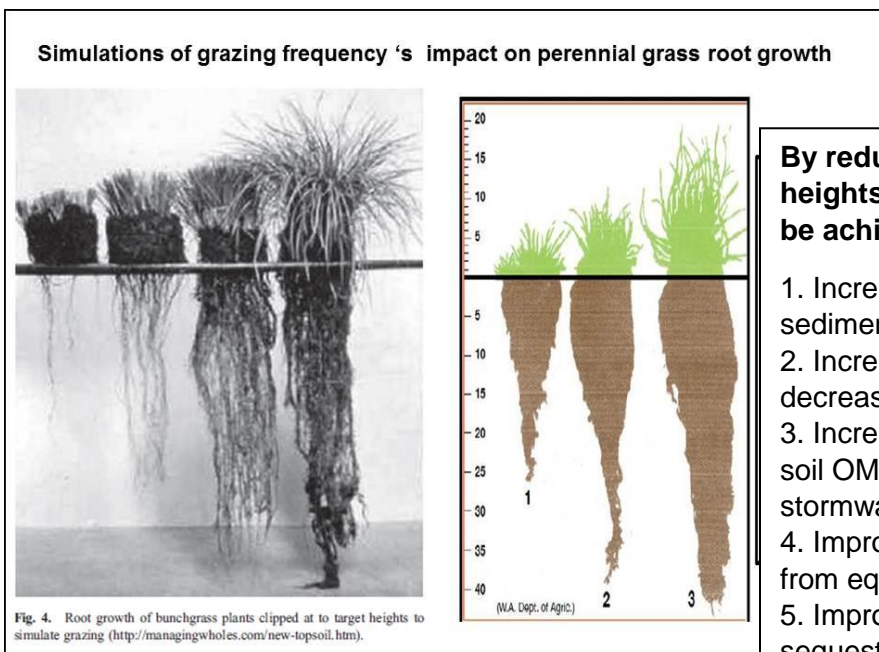 Simulations of grazing frequency ‘s impact on perennial grass root growth
Fig. 4. Root growth of bunchgrass plants clipped at to target heights to
simulate grazing (http://managingwholes.com/new-topsoil.htm).
20
15
10
5
5
10
15
20
25
30
35
40
1
2
3
(W.A. Dept. of Agric.)
By redu
heights
be achi
1. Incre
sedimen
2. Incre
decreas
3. Incre
soil OM
stormwa
4. Impro
from eq
5. Impro
sequest